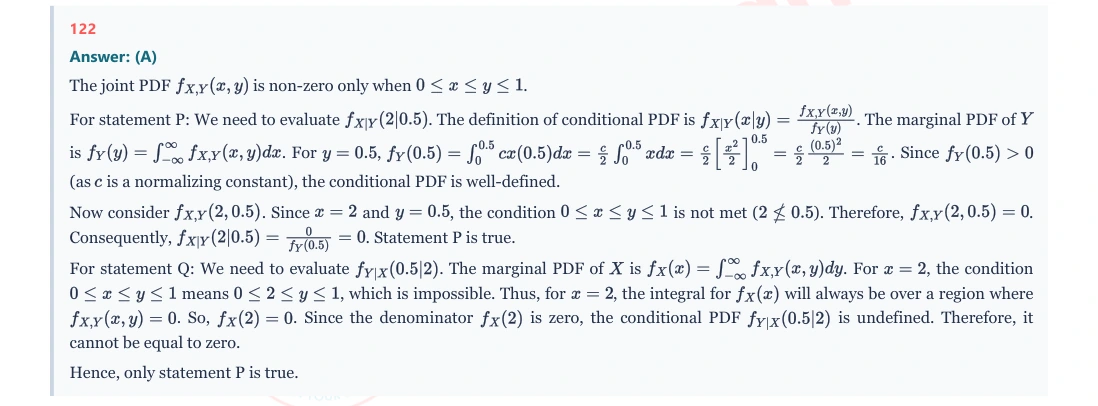 122
Answer: (A)
The joint PDF f_{X,Y}(x, y) is non-zero only when 0 ≤ x ≤ y ≤ 1.
For statement P: We need to evaluate f_{X|Y}(2|0.5). The definition of conditional PDF is f_{X|Y}(x|y) = \frac{f_{X,Y}(x,y)}{f_Y(y)}. The marginal PDF of Y
is f_Y(y) = ∫_{-∞}^{∞} f_{X,Y}(x, y)dx. For y = 0.5, f_Y(0.5) = ∫_0^{0.5} cx(0.5)dx = \frac{c}{2} ∫_0^{0.5} xdx = \frac{c}{2} [\frac{x^2}{2}]_0^{0.5} = \frac{c}{2} \frac{(0.5)^2}{2} = \frac{c}{16}. Since f_Y(0.5) > 0
(as c is a normalizing constant), the conditional PDF is well-defined.
Now consider f_{X,Y}(2, 0.5). Since x = 2 and y = 0.5, the condition 0 ≤ x ≤ y ≤ 1 is not met (2 ≰ 0.5). Therefore, f_{X,Y}(2, 0.5) = 0.
Consequently, f_{X|Y}(2|0.5) = \frac{0}{f_Y(0.5)} = 0. Statement P is true.
For statement Q: We need to evaluate f_{Y|X}(0.5|2). The marginal PDF of X is f_X(x) = ∫_{-∞}^{∞} f_{X,Y}(x, y)dy. For x = 2, the condition
0 ≤ x ≤ y ≤ 1 means 0 ≤ 2 ≤ y ≤ 1, which is impossible. Thus, for x = 2, the integral for f_X(x) will always be over a region where
f_{X,Y}(x, y) = 0. So, f_X(2) = 0. Since the denominator f_X(2) is zero, the conditional PDF f_{Y|X}(0.5|2) is undefined. Therefore, it
cannot be equal to zero.
Hence, only statement P is true.